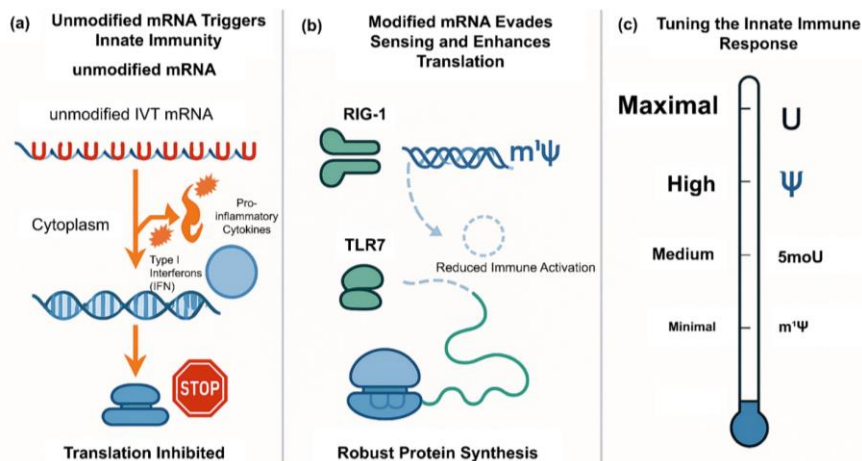 (a) Unmodified mRNA Triggers
Innate Immunity
unmodified mRNA
unmodified IVT mRNA
U U U U U U U U U
Cytoplasm
Pro-
inflammatory
Cytokines
Type I
Interferons
(IFN)
STOP
Translation Inhibited
(b) Modified mRNA Evades
Sensing and Enhances
Translation
RIG-1
m¹Ψ
TLR7
Reduced Immune Activation
Robust Protein Synthesis
(c) Tuning the Innate Immune
Response
Maximal U
High Ψ
Medium 5moU
Minimal m¹Ψ